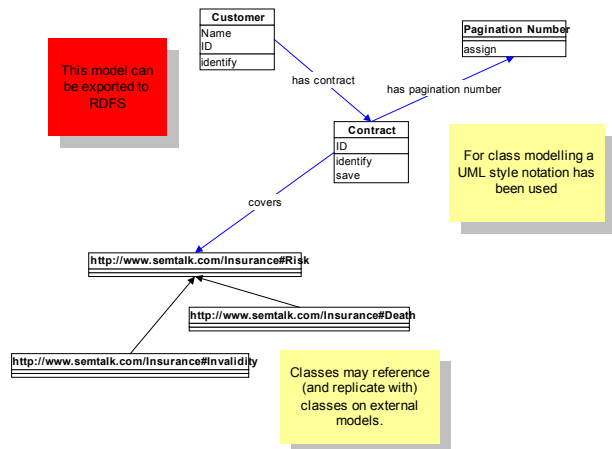 Customer
Name
ID
identify
Pagination Number
assign
This model can
be exported to
RDFS
has contract
has pagination number
Contract
ID
identify
save
For class modelling a
UML style notation has
been used
covers
http://www.semtalk.com/Insurance#Risk
http://www.semtalk.com/Insurance#Death
http://www.semtalk.com/Insurance#Invalidity
Classes may reference
(and replicate with)
classes on external
models.